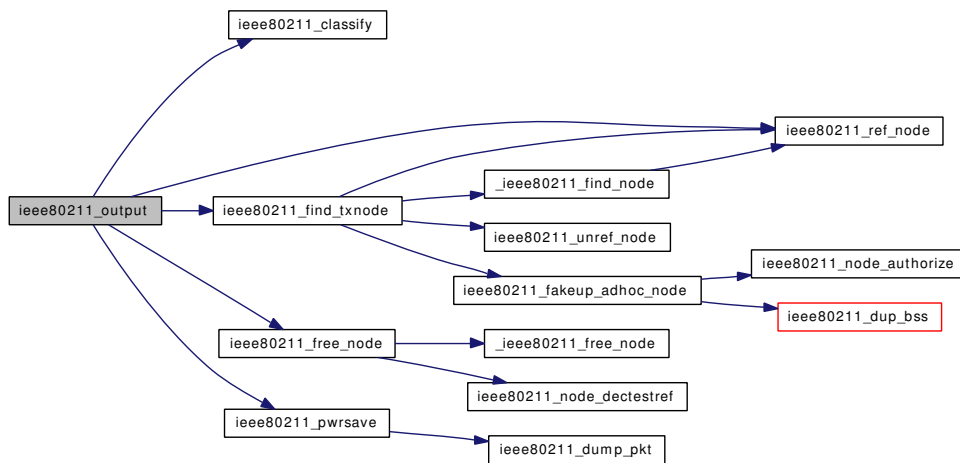 ieee80211_classify
ieee80211_ref_node
_ieee80211_find_node
ieee80211_output
ieee80211_find_txnode
ieee80211_unref_node
ieee80211_node_authorize
ieee80211_fakeup_adhoc_node
ieee80211_dup_bss
ieee80211_free_node
_ieee80211_free_node
ieee80211_node_dectestref
ieee80211_pwrsave
ieee80211_dump_pkt